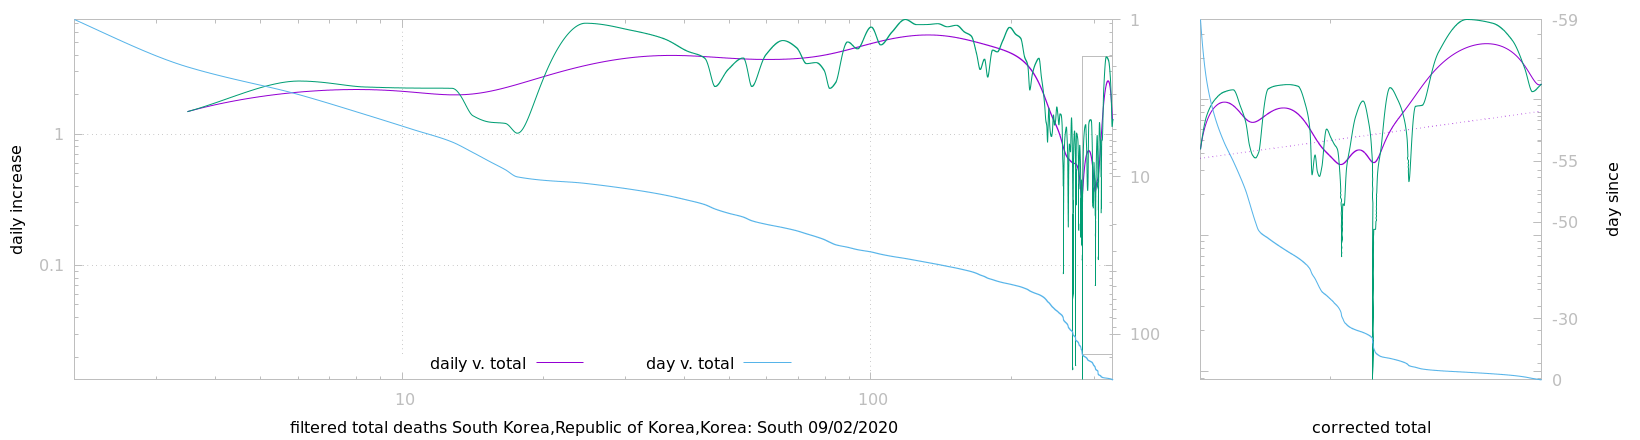 1
-59
1
10
-55
-50
0.1
100
-30
0
daily increase
day since
daily v. total
day v. total
10
100
filtered total deaths South Korea,Republic of Korea,Korea: South 09/02/2020
corrected total